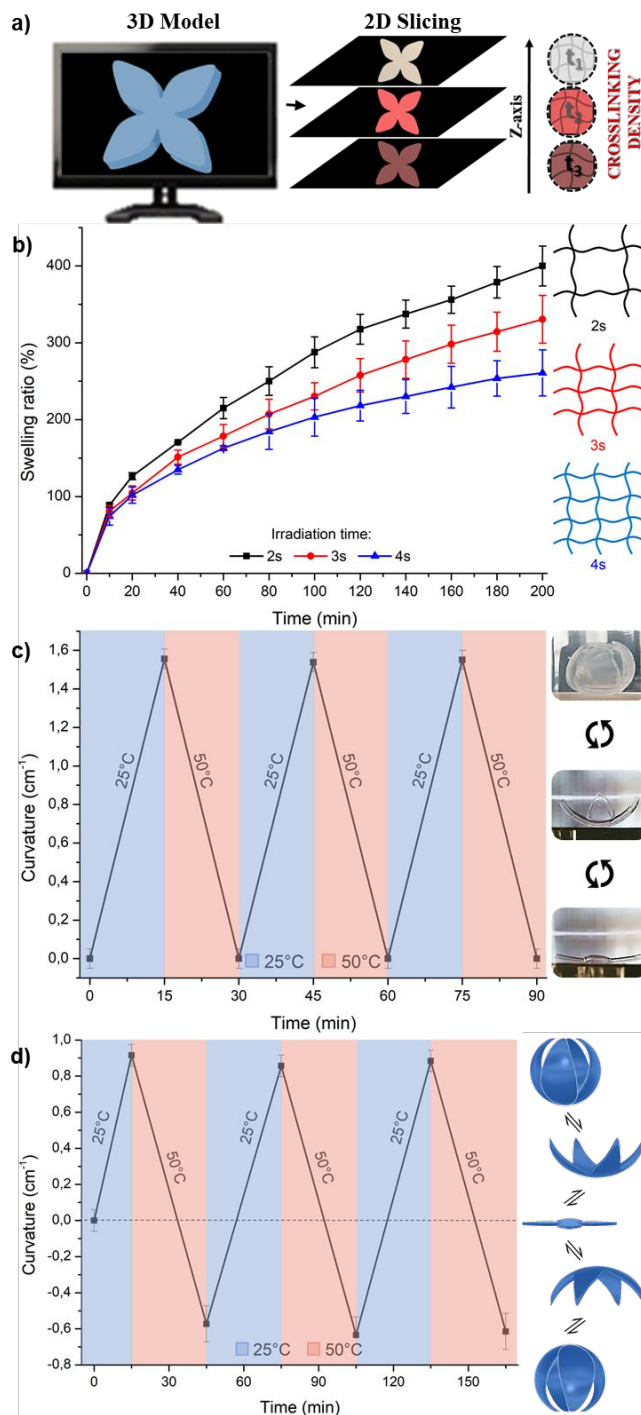 a)
3D Model
2D Slicing
Z-axis
t1
t2
t3
CROSSLINKING
DENSITY
b)
Swelling ratio (%)
400
300
200
100
0
Irradiation time:
2s
3s
4s
0
20
40
60
80
100
120
140
160
180
200
Time (min)
2s
3s
4s
c)
Curvature (cm-1)
1,6
1,4
1,2
1,0
0,8
0,6
0,4
0,2
0,0
25°C
50°C
25°C
50°C
25°C
50°C
25°C
50°C
0
15
30
45
60
75
90
Time (min)
d)
Curvature (cm-1)
1,0
0,8
0,6
0,4
0,2
0,0
-0,2
-0,4
-0,6
-0,8
25°C
50°C
25°C
50°C
25°C
50°C
25°C
50°C
0
30
60
90
120
150
Time (min)